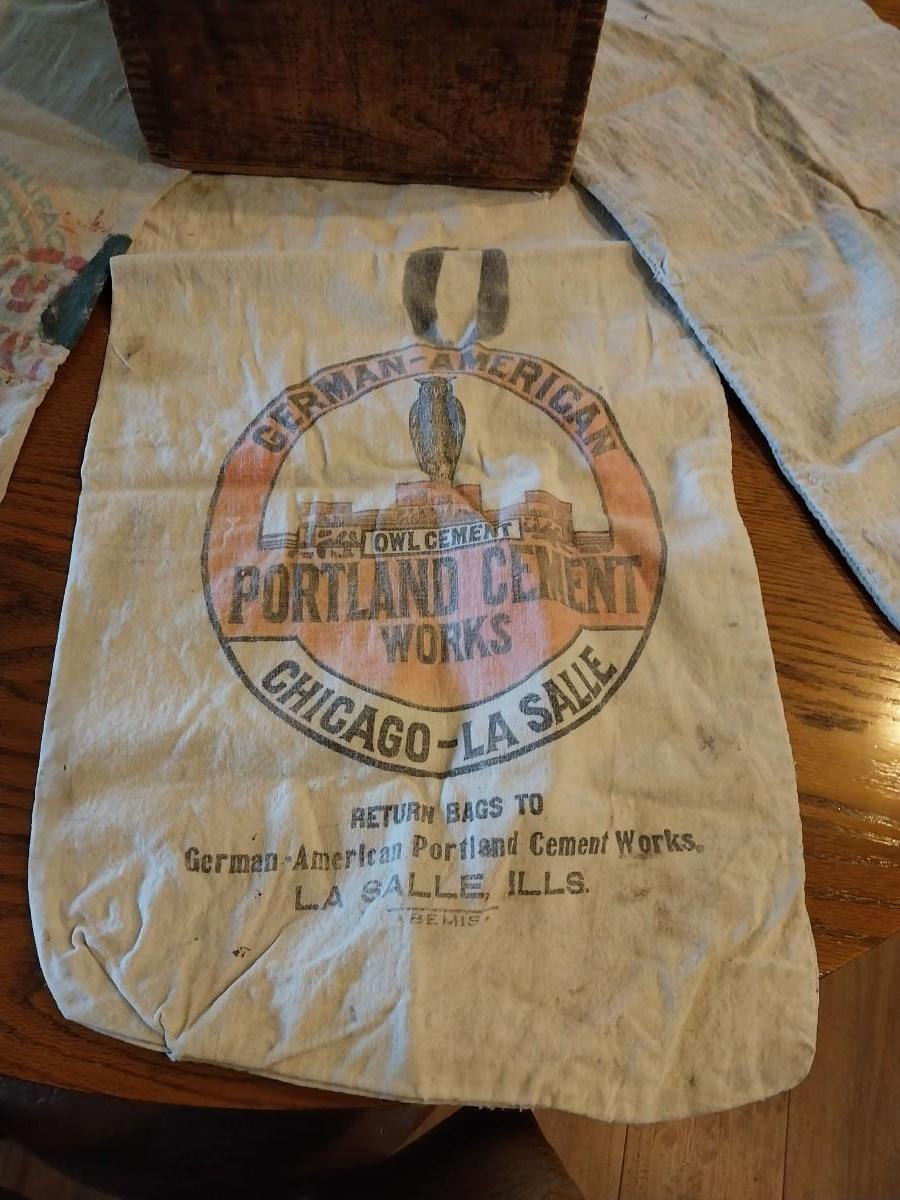 GERMAN-AMERICAN
OWL CEMENT
PORTLAND CEMENT
WORKS
CHICAGO-LA SALLE
RETURN BAGS TO
German-American Portland Cement Works.
LA SALLE, ILLS.
BEMIS